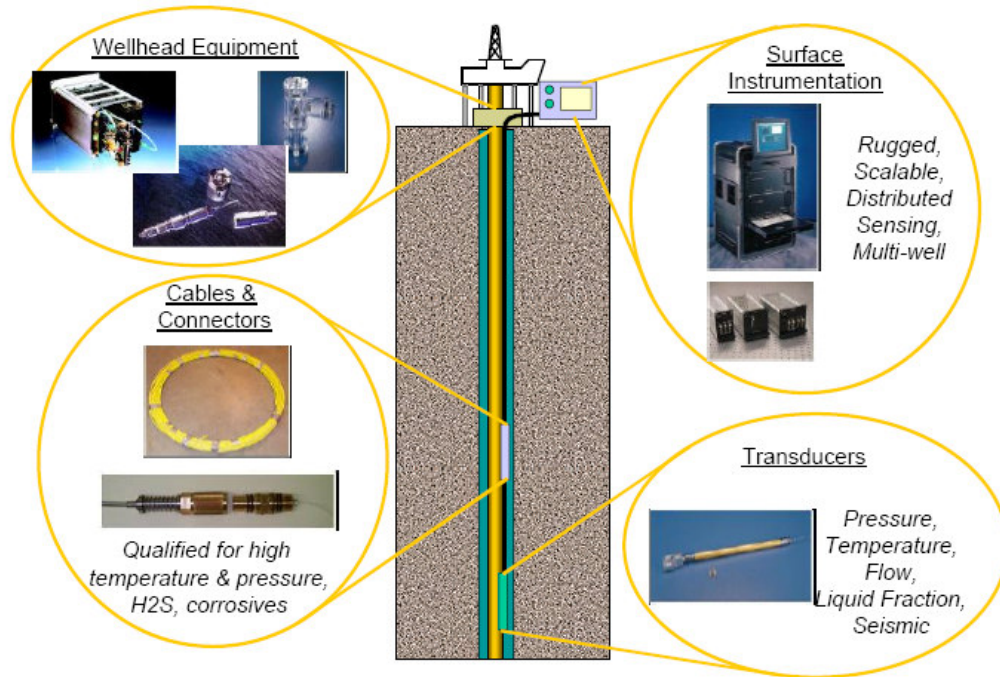 Wellhead Equipment
Surface
Instrumentation
Rugged,
Scalable,
Distributed
Sensing,
Multi-well
Cables &
Connectors
Qualified for high
temperature & pressure,
H2S, corrosives
Transducers
Pressure,
Temperature,
Flow,
Liquid Fraction,
Seismic